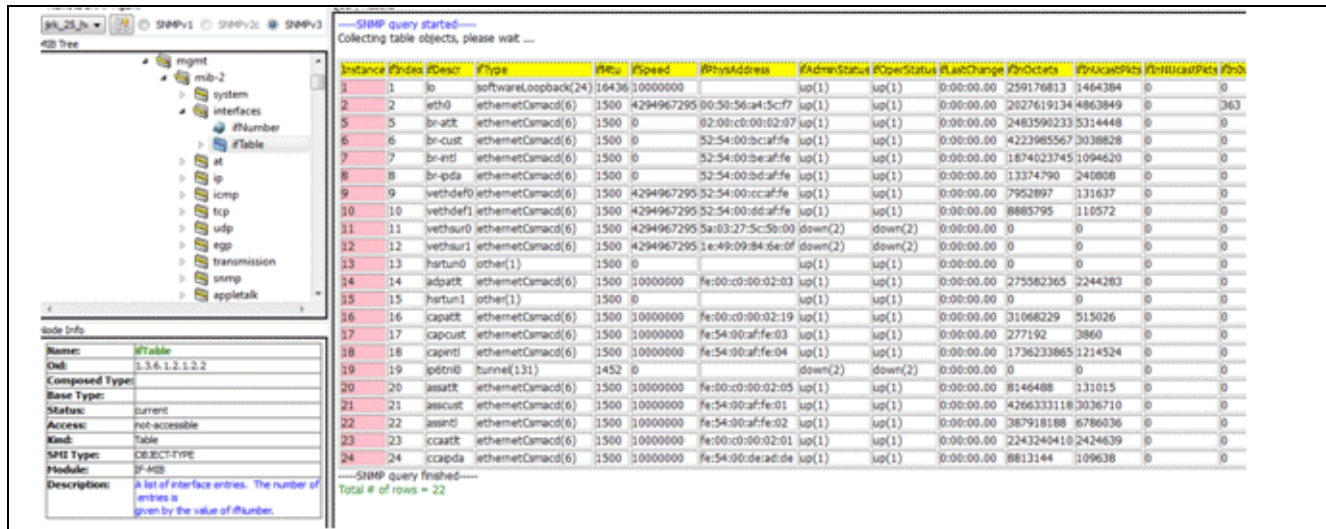 SNMPv1 SNMPv2c SNMPv3
MIB Tree
mgmt
mib-2
system
interfaces
ifNumber
ifTable
at
ip
icmp
tcp
udp
egp
transmission
snmp
appletalk
Node Info
Name: ifTable
Oid: 1.3.6.1.2.1.2.2
Composed Type:
Base Type:
Status: current
Access: not-accessible
Kind: Table
SMI Type: OBJECT-TYPE
Module: IF-MIB
Description: A list of interface entries. The number of
entries is
given by the value of ifNumber.
-----SNMP query started-----
Collecting table objects, please wait ....
Instance ifIndex ifDescr ifType ifMtu ifSpeed ifPhysAddress ifAdminStatus ifOperStatus ifLastChange ifInOctets ifInUcastPkts ifInNUcastPkts
1 1 lo softwareLoopback(24) 16436 10000000 up(1) up(1) 0:00:00.00 259176813 1464384 0 0
2 2 eth0 ethernetCsmacd(6) 1500 4294967295 00:50:56:a4:5c:f7 up(1) up(1) 0:00:00.00 2027619134 4863849 0 363
5 5 br-att ethernetCsmacd(6) 1500 0 02:00:c0:00:02:07 up(1) up(1) 0:00:00.00 2483590233 5314448 0 0
6 6 br-cust ethernetCsmacd(6) 1500 0 52:54:00:bc:af:fe up(1) up(1) 0:00:00.00 4223985567 3038828 0 0
7 7 br-intl ethernetCsmacd(6) 1500 0 52:54:00:be:af:fe up(1) up(1) 0:00:00.00 1874023745 1094620 0 0
8 8 br-ipda ethernetCsmacd(6) 1500 0 52:54:00:bd:af:fe up(1) up(1) 0:00:00.00 13374790 240808 0 0
9 9 vethdef0 ethernetCsmacd(6) 1500 4294967295 52:54:00:cc:af:fe up(1) up(1) 0:00:00.00 7952897 131637 0 0
10 10 vethdef1 ethernetCsmacd(6) 1500 4294967295 52:54:00:dd:af:fe up(1) up(1) 0:00:00.00 8885795 110572 0 0
11 11 vethsur0 ethernetCsmacd(6) 1500 4294967295 5a:03:27:5c:5b:00 down(2) down(2) 0:00:00.00 0 0 0 0
12 12 vethsur1 ethernetCsmacd(6) 1500 4294967295 1e:49:09:84:6e:0f down(2) down(2) 0:00:00.00 0 0 0 0
13 13 hsrtun0 other(1) 1500 0 up(1) up(1) 0:00:00.00 0 0 0 0
14 14 adpatt ethernetCsmacd(6) 1500 10000000 fe:00:c0:00:02:03 up(1) up(1) 0:00:00.00 275582365 2244283 0 0
15 15 hsrtun1 other(1) 1500 0 up(1) up(1) 0:00:00.00 0 0 0 0
16 16 capatt ethernetCsmacd(6) 1500 10000000 fe:00:c0:00:02:19 up(1) up(1) 0:00:00.00 31068229 515026 0 0
17 17 capcust ethernetCsmacd(6) 1500 10000000 fe:54:00:af:fe:03 up(1) up(1) 0:00:00.00 277192 3860 0 0
18 18 capintl ethernetCsmacd(6) 1500 10000000 fe:54:00:af:fe:04 up(1) up(1) 0:00:00.00 1736233865 1214524 0 0
19 19 ip6tnl0 tunnel(131) 1452 0 down(2) down(2) 0:00:00.00 0 0 0 0
20 20 assatt ethernetCsmacd(6) 1500 10000000 fe:00:c0:00:02:05 up(1) up(1) 0:00:00.00 8146488 131015 0 0
21 21 asscust ethernetCsmacd(6) 1500 10000000 fe:54:00:af:fe:01 up(1) up(1) 0:00:00.00 4266333118 3036710 0 0
22 22 assintl ethernetCsmacd(6) 1500 10000000 fe:54:00:af:fe:02 up(1) up(1) 0:00:00.00 387918188 6786036 0 0
23 23 ccaatt ethernetCsmacd(6) 1500 10000000 fe:00:c0:00:02:01 up(1) up(1) 0:00:00.00 2243240410 2424639 0 0
24 24 ccaipda ethernetCsmacd(6) 1500 10000000 fe:54:00:de:ad:de up(1) up(1) 0:00:00.00 8813144 109638 0 0
-----SNMP query finished-----
Total # of rows = 22